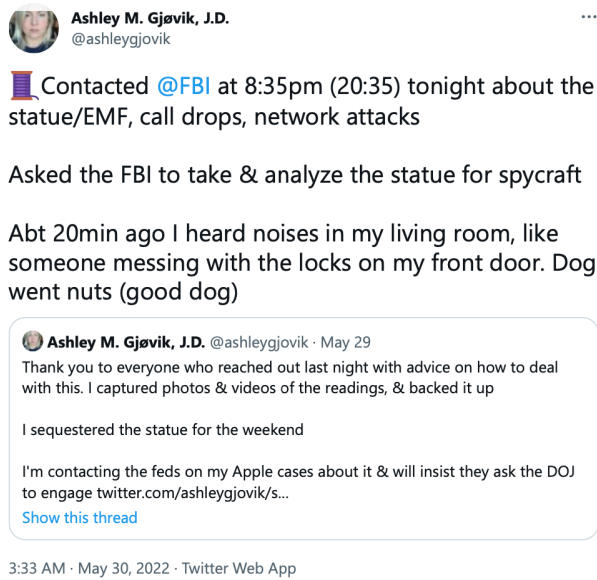 Ashley M. Gjøvik, J.D.
@ashleygjovik
🧵Contacted @FBI at 8:35pm (20:35) tonight about the
statue/EMF, call drops, network attacks
Asked the FBI to take & analyze the statue for spycraft
Abt 20min ago I heard noises in my living room, like
someone messing with the locks on my front door. Dog
went nuts (good dog)
Ashley M. Gjøvik, J.D. @ashleygjovik · May 29
Thank you to everyone who reached out last night with advice on how to deal
with this. I captured photos & videos of the readings, & backed it up
I sequestered the statue for the weekend
I'm contacting the feds on my Apple cases about it & will insist they ask the DOJ
to engage twitter.com/ashleygjovik/s...
Show this thread
3:33 AM · May 30, 2022 · Twitter Web App